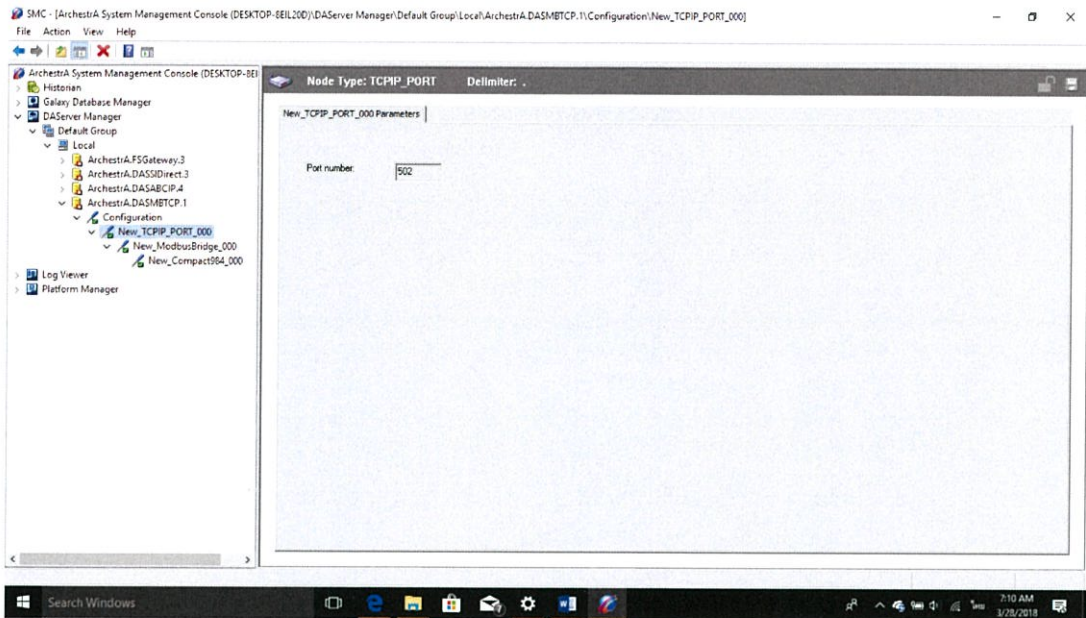 SMC - [ArchestrA System Management Console (DESKTOP-8EIL20D)\DAServer Manager\Default Group\Local\ArchestrA.DASMBTCP.1\Configuration\New_TCPIP_PORT_000]
File Action View Help
ArchestrA System Management Console (DESKTOP-8EI
Historian
Galaxy Database Manager
DAServer Manager
Default Group
Local
ArchestrA.FSGateway.3
ArchestrA.DASSIDirect.3
ArchestrA.DASABCIP.4
ArchestrA.DASMBTCP.1
Configuration
New_TCPIP_PORT_000
New_ModbusBridge_000
New_Compact984_000
Log Viewer
Platform Manager
Node Type: TCPIP_PORT Delimiter: .
New_TCPIP_PORT_000 Parameters
Port number: 502
Search Windows
7:10 AM
3/28/2018